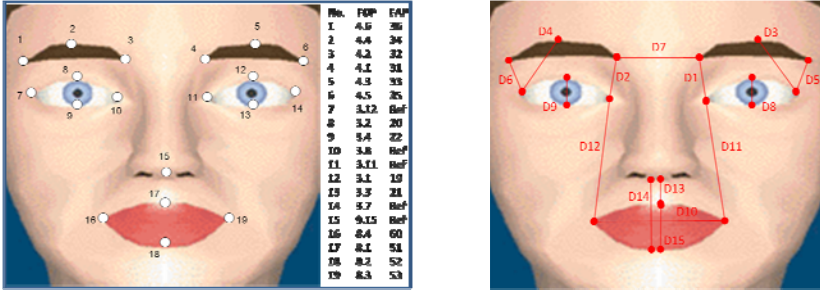 2 5
1 3 4 6
8 12
7 9 10 11 13 14
15
17
16 19
18
No. FDP FAP
1 4.6 36
2 4.4 34
3 4.2 32
4 4.1 31
5 4.3 33
6 4.5 35
7 3.12 Ref
8 3.2 20
9 3.4 22
10 3.8 Ref
11 3.11 Ref
12 3.1 19
13 3.3 21
14 3.7 Ref
15 9.15 Ref
16 8.4 60
17 8.1 51
18 8.2 52
19 8.3 53
D4 D3
D7
D6 D2 D1 D5
D9 D8
D12 D11
D14 D13
D10
D15